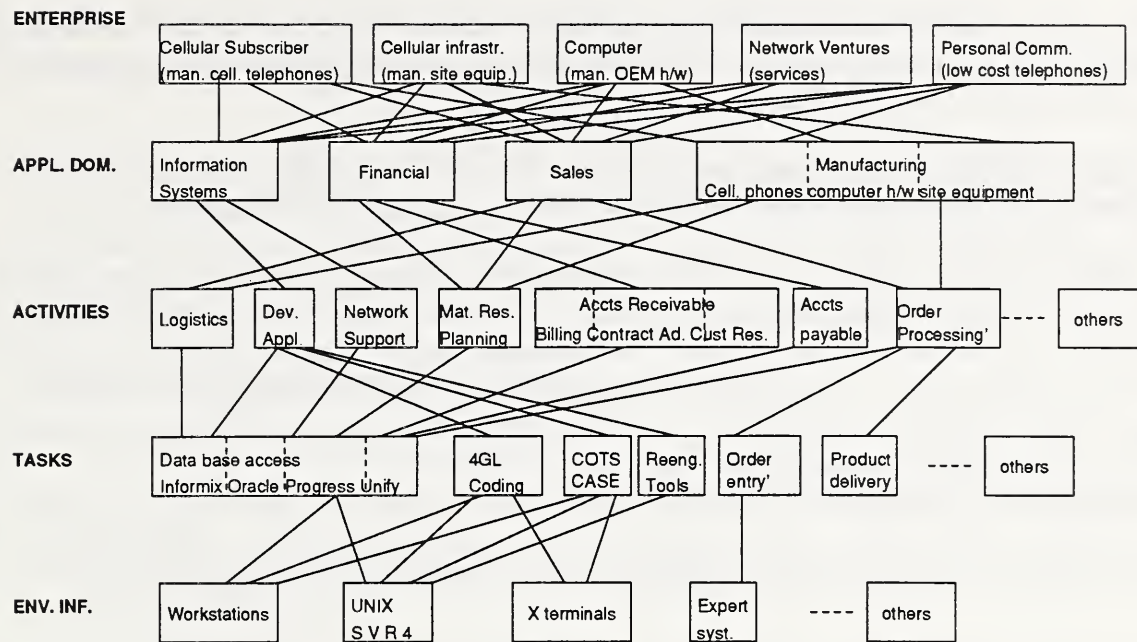 ENTERPRISE
Cellular Subscriber
(man. cell. telephones)
Cellular infrastr.
(man. site equip.)
Computer
(man. OEM h/w)
Network Ventures
(services)
Personal Comm.
(low cost telephones)
APPL. DOM.
Information
Systems
Financial
Sales
Manufacturing
Cell. phones computer h/w site equipment
ACTIVITIES
Logistics
Dev.
Appl.
Network
Support
Mat. Res.
Planning
Accts Receivable
Billing Contract Ad. Cust Res.
Accts
payable
Order
Processing'
others
TASKS
Data base access
Informix Oracle Progress Unify
4GL
Coding
COTS
CASE
Reeng.
Tools
Order
entry'
Product
delivery
others
ENV. INF.
Workstations
UNIX
S V R 4
X terminals
Expert
syst.
others